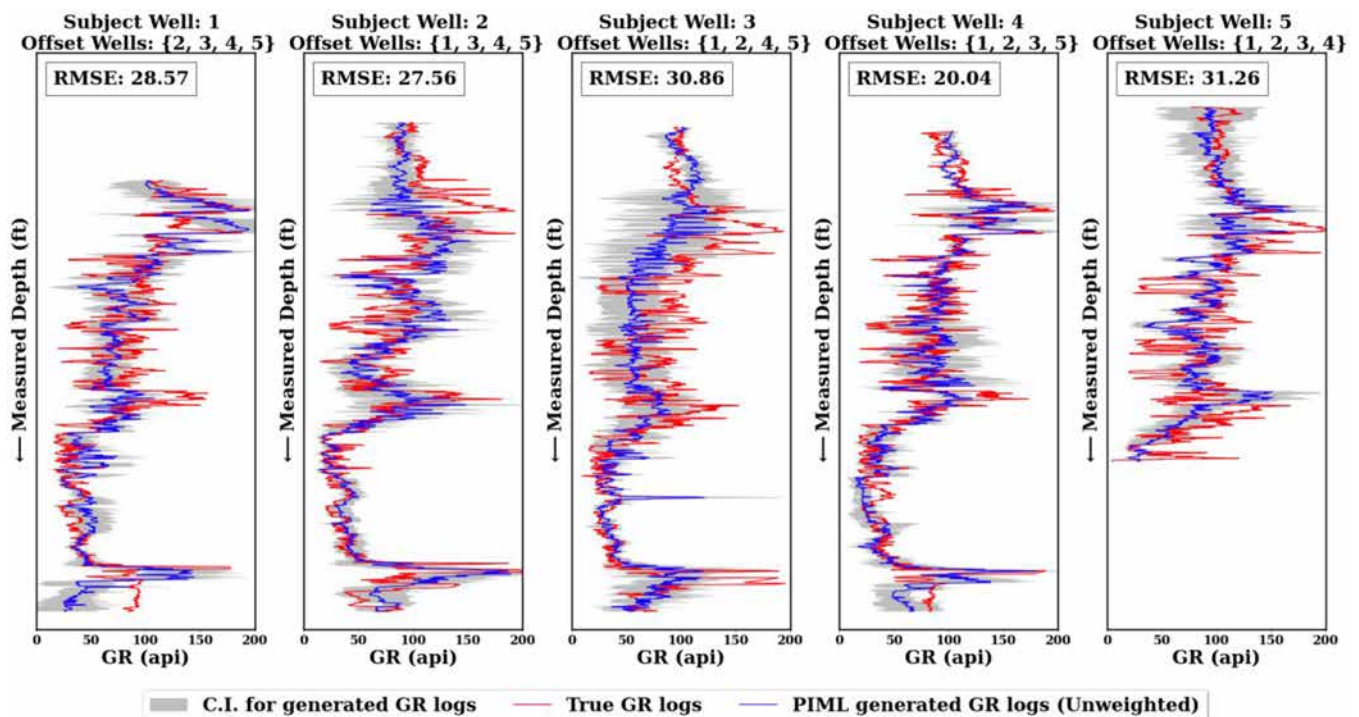 Subject Well: 1
Offset Wells: {2, 3, 4, 5}
RMSE: 28.57
← Measured Depth (ft)
0 50 100 150 200
GR (api)
Subject Well: 2
Offset Wells: {1, 3, 4, 5}
RMSE: 27.56
← Measured Depth (ft)
0 50 100 150 200
GR (api)
Subject Well: 3
Offset Wells: {1, 2, 4, 5}
RMSE: 30.86
← Measured Depth (ft)
0 50 100 150 200
GR (api)
Subject Well: 4
Offset Wells: {1, 2, 3, 5}
RMSE: 20.04
← Measured Depth (ft)
0 50 100 150 200
GR (api)
Subject Well: 5
Offset Wells: {1, 2, 3, 4}
RMSE: 31.26
← Measured Depth (ft)
0 50 100 150 200
GR (api)
C.I. for generated GR logs
True GR logs
PIML generated GR logs (Unweighted)